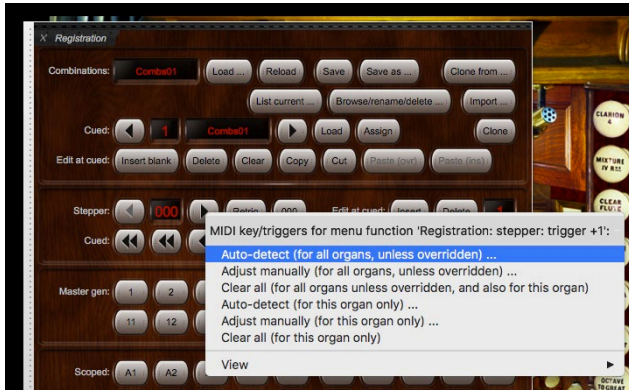 X Registration
Combinations: Combs01 Load ... Reload Save Save as ... Clone from ...
List current ... Browse/rename/delete ... Import ...
Cued: 1 Combs01 Load Assign Clone
Edit at cued: Insert blank Delete Clear Copy Cut Paste (ovr) Paste (ins)
Stepper: 000 Retrig 000 Edit at cued: Insert Delete 1
Cued:
MIDI key/triggers for menu function 'Registration: stepper: trigger +1':
Auto-detect (for all organs, unless overridden) ...
Adjust manually (for all organs, unless overridden) ...
Clear all (for all organs unless overridden, and also for this organ)
Auto-detect (for this organ only) ...
Adjust manually (for this organ only) ...
Clear all (for this organ only)
View
Master gen: 1 2
11 12
Scoped: A1 A2
CLARION
4
MIXTURE
IV RKS
CLEAR
FLUTE
OCTAVE
TO GREAT